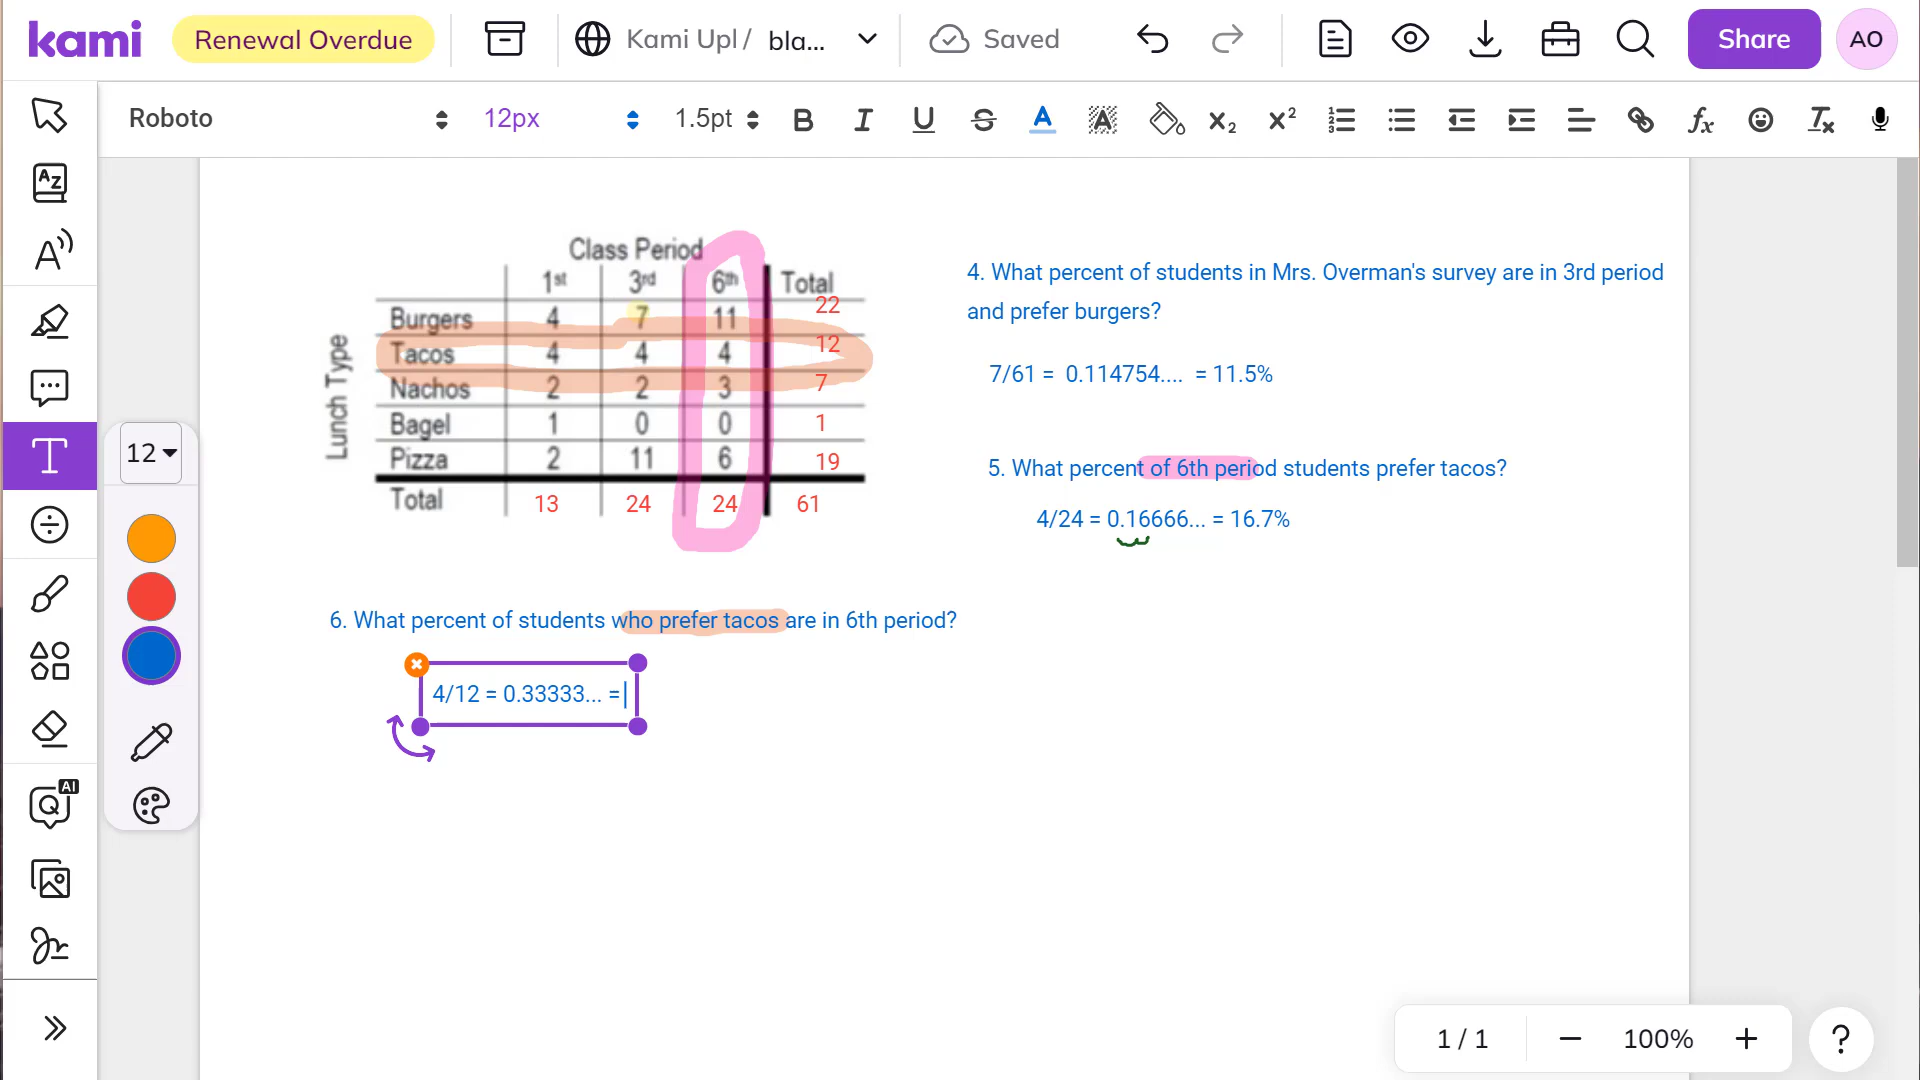 kami
Renewal Overdue
Kami Upl / bla...
Saved
Share
AO
Roboto
12px
1.5pt
Class Period
1st 3rd 6th Total
Lunch Type
Burgers 4 7 11 22
Tacos 4 4 4 12
Nachos 2 2 3 7
Bagel 1 0 0 1
Pizza 2 11 6 19
Total 13 24 24 61
4. What percent of students in Mrs. Overman's survey are in 3rd period
and prefer burgers?
7/61 = 0.114754.... = 11.5%
5. What percent of 6th period students prefer tacos?
4/24 = 0.16666... = 16.7%
6. What percent of students who prefer tacos are in 6th period?
4/12 = 0.33333... =
12
AI
1 / 1
100%
?